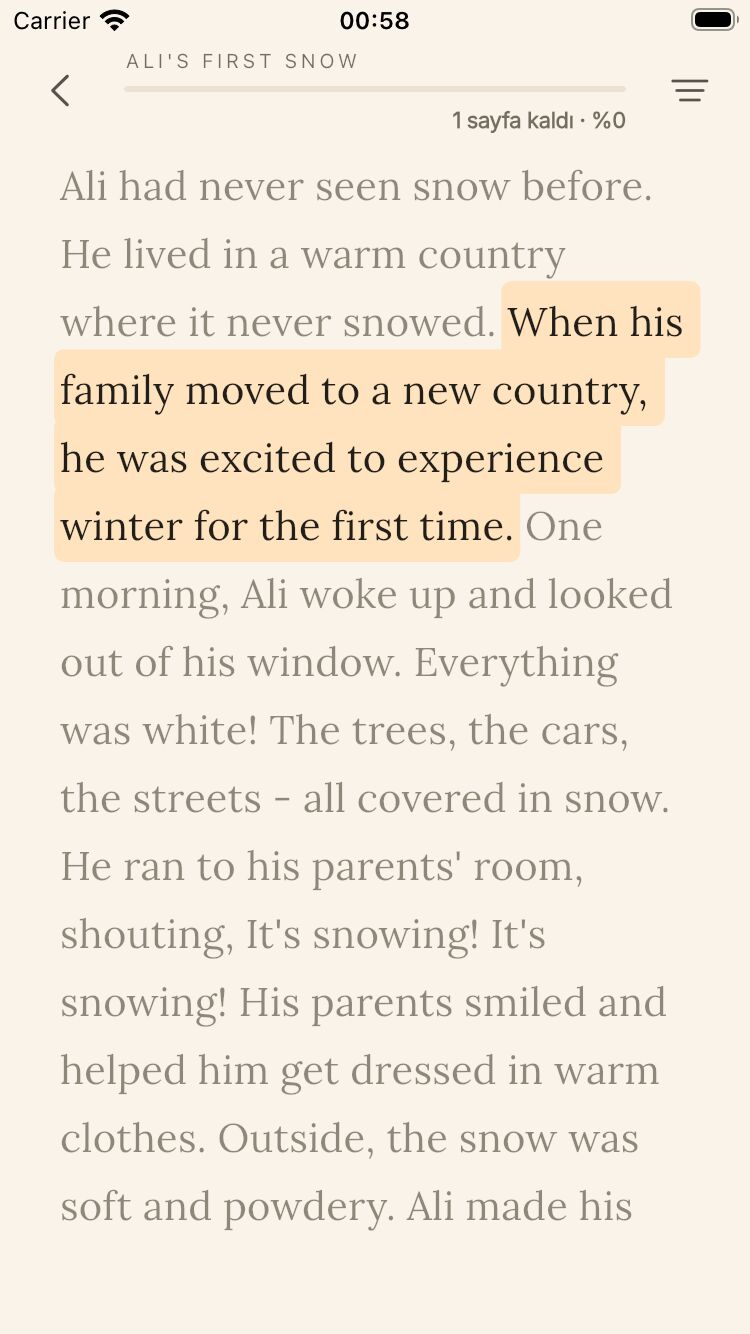 Carrier 00:58
ALI'S FIRST SNOW
1 sayfa kaldı · %0
Ali had never seen snow before.
He lived in a warm country
where it never snowed. When his
family moved to a new country,
he was excited to experience
winter for the first time. One
morning, Ali woke up and looked
out of his window. Everything
was white! The trees, the cars,
the streets - all covered in snow.
He ran to his parents' room,
shouting, It's snowing! It's
snowing! His parents smiled and
helped him get dressed in warm
clothes. Outside, the snow was
soft and powdery. Ali made his